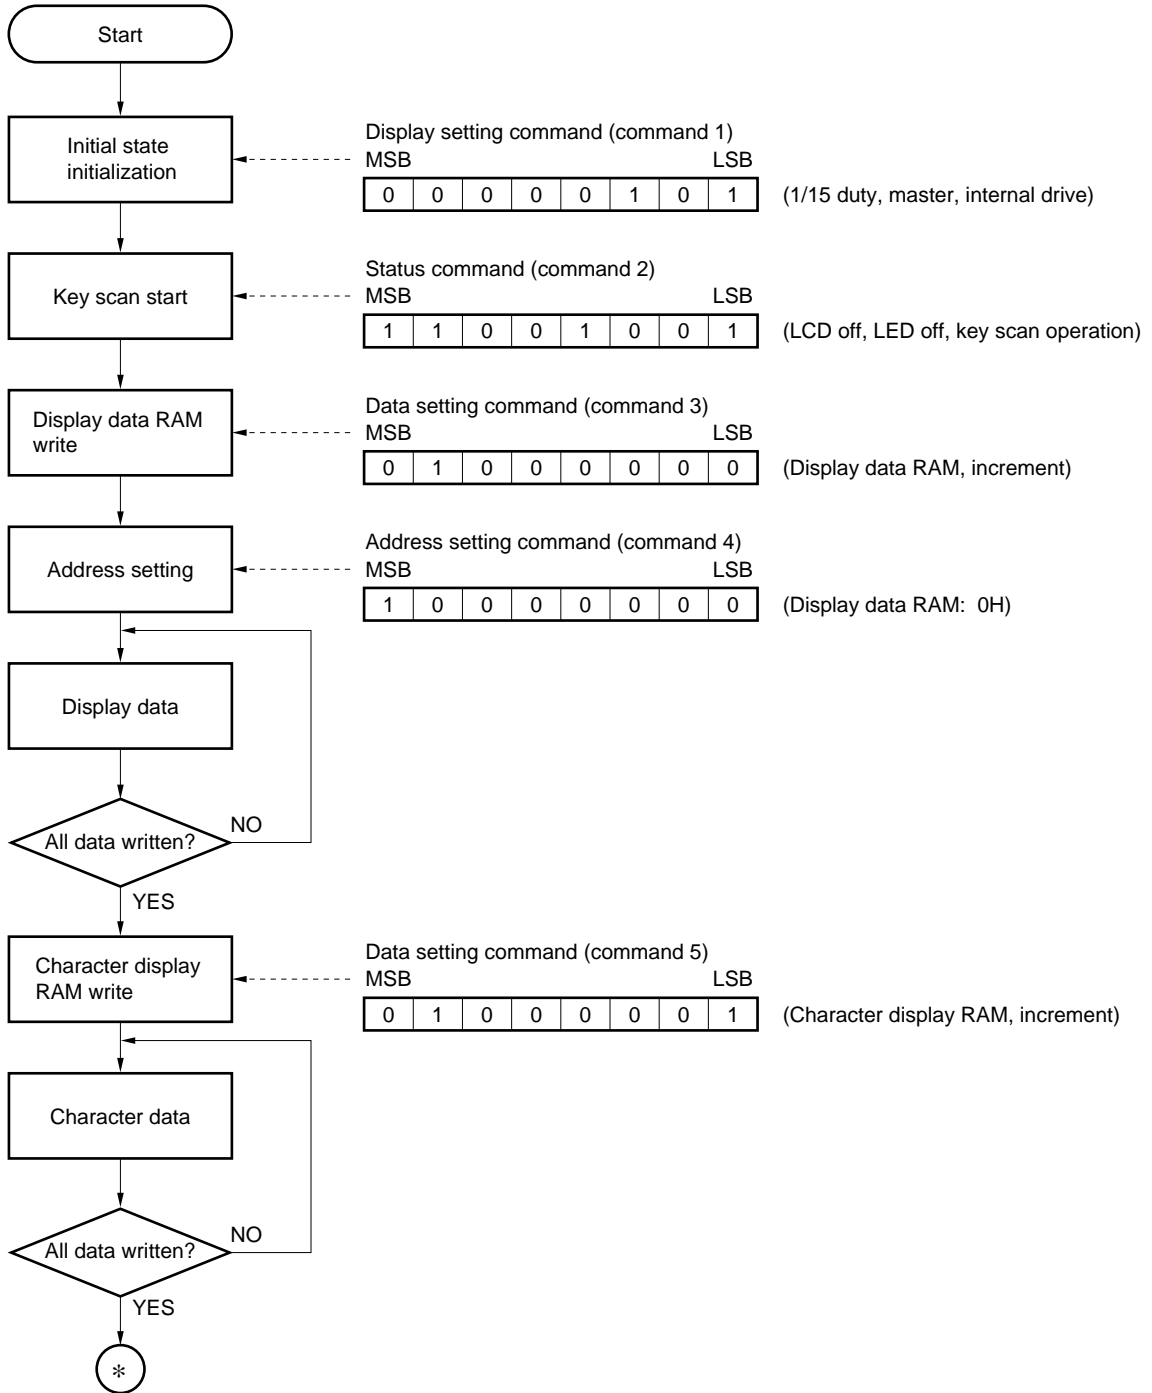 Start
Initial state
initialization
Display setting command (command 1)
MSB LSB
0 0 0 0 0 1 0 1 (1/15 duty, master, internal drive)
Key scan start
Status command (command 2)
MSB LSB
1 1 0 0 1 0 0 1 (LCD off, LED off, key scan operation)
Display data RAM
write
Data setting command (command 3)
MSB LSB
0 1 0 0 0 0 0 0 (Display data RAM, increment)
Address setting
Address setting command (command 4)
MSB LSB
1 0 0 0 0 0 0 0 (Display data RAM: 0H)
Display data
All data written?
NO
YES
Character display
RAM write
Data setting command (command 5)
MSB LSB
0 1 0 0 0 0 0 1 (Character display RAM, increment)
Character data
All data written?
NO
YES
*